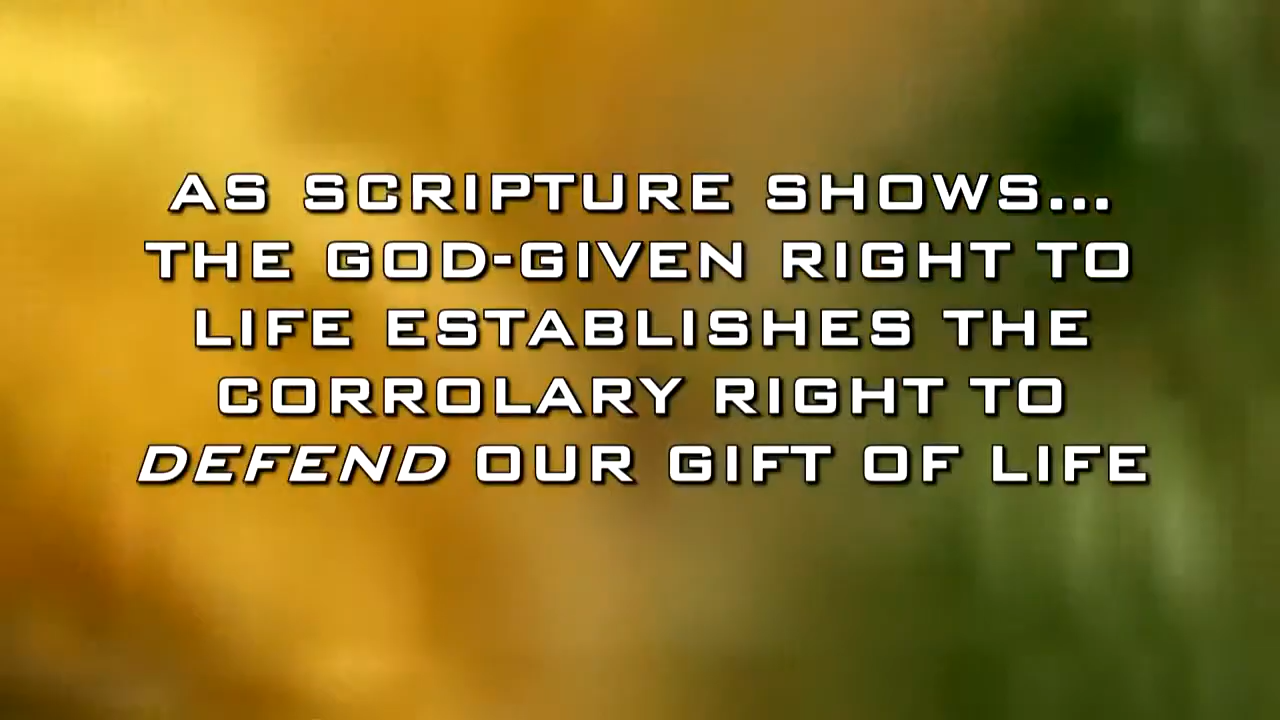 AS SCRIPTURE SHOWS...
THE GOD-GIVEN RIGHT TO
LIFE ESTABLISHES THE
CORROLARY RIGHT TO
DEFEND OUR GIFT OF LIFE